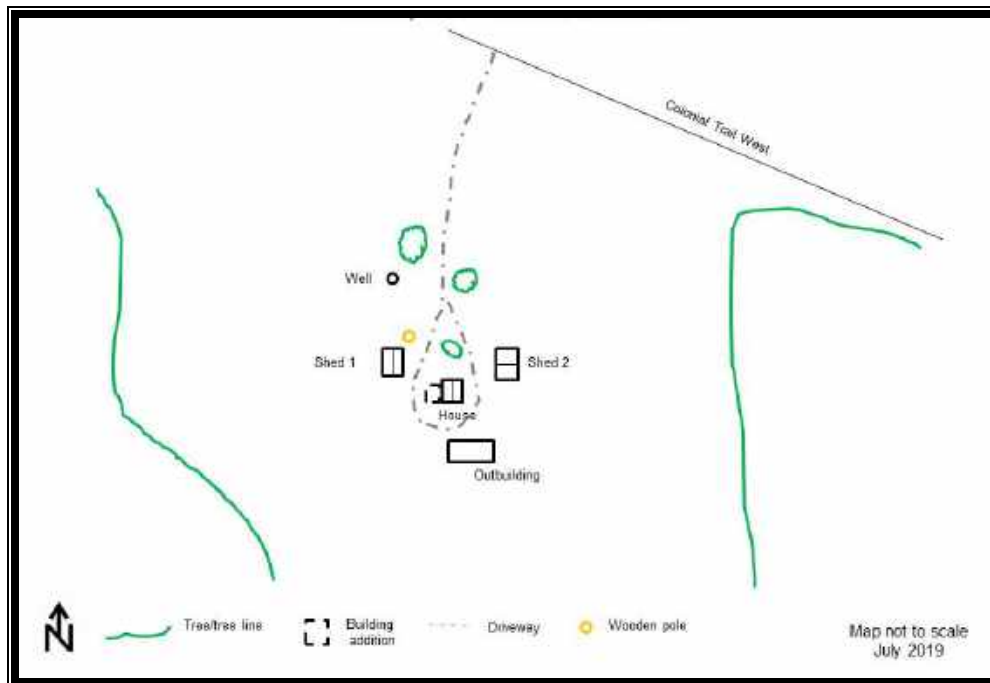 Colonial Trail West
Well
Shed 1
Shed 2
House
Outbuilding
N
Tree/tree line
Building
addition
Driveway
Wooden pole
Map not to scale
July 2019